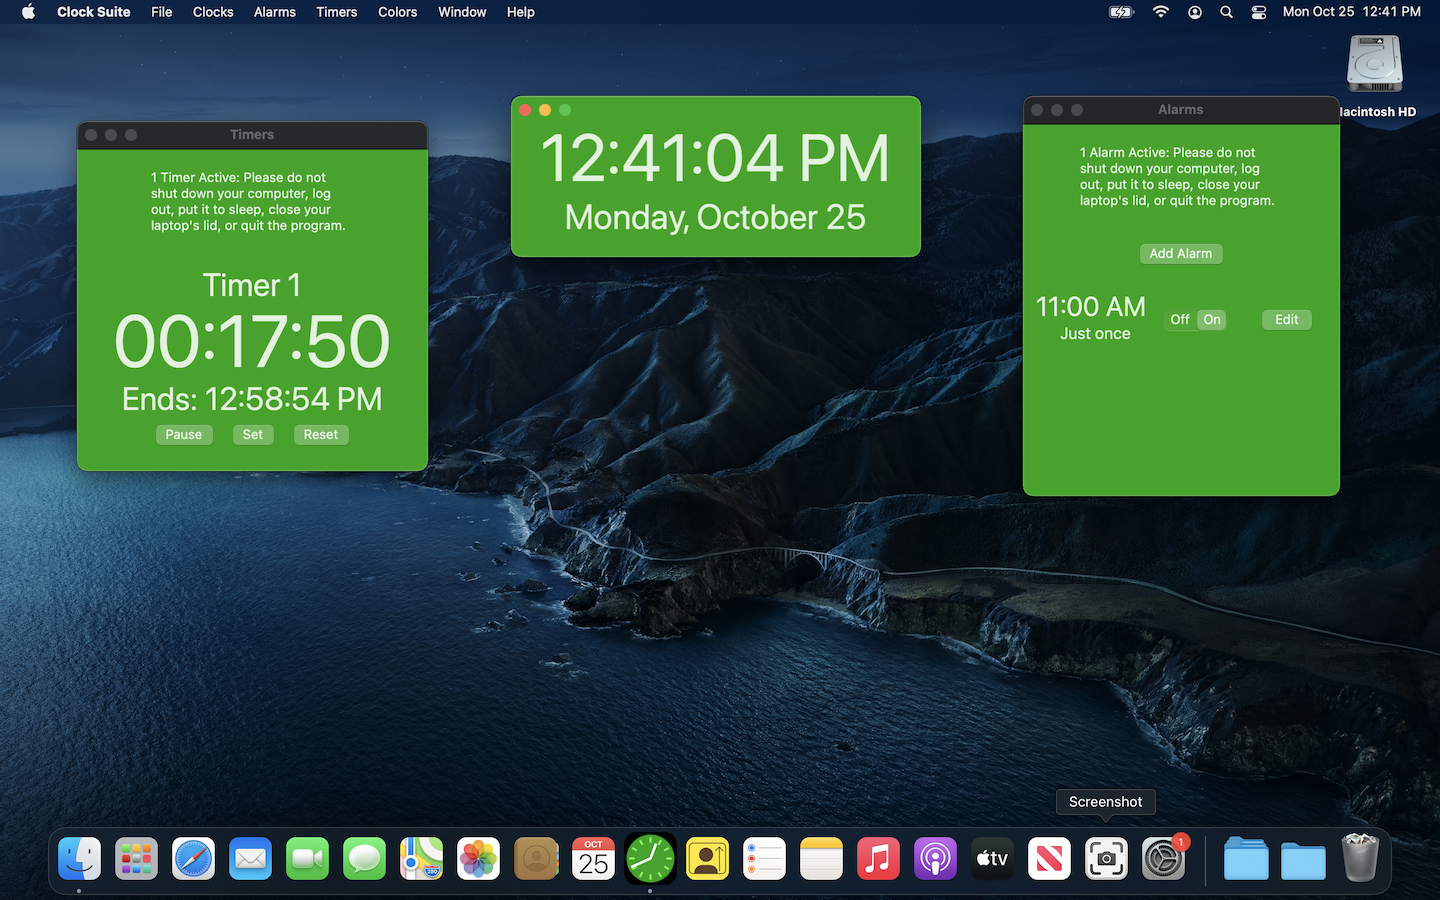 Clock Suite File Clocks Alarms Timers Colors Window Help
Mon Oct 25 12:41 PM
Timers
1 Timer Active: Please do not
shut down your computer, log
out, put it to sleep, close your
laptop's lid, or quit the program.
Timer 1
00:17:50
Ends: 12:58:54 PM
Pause Set Reset
12:41:04 PM
Monday, October 25
Alarms
1 Alarm Active: Please do not
shut down your computer, log
out, put it to sleep, close your
laptop's lid, or quit the program.
Add Alarm
11:00 AM
Just once
Off On
Edit
acintosh HD
Screenshot
280
OCT
25
tv
1